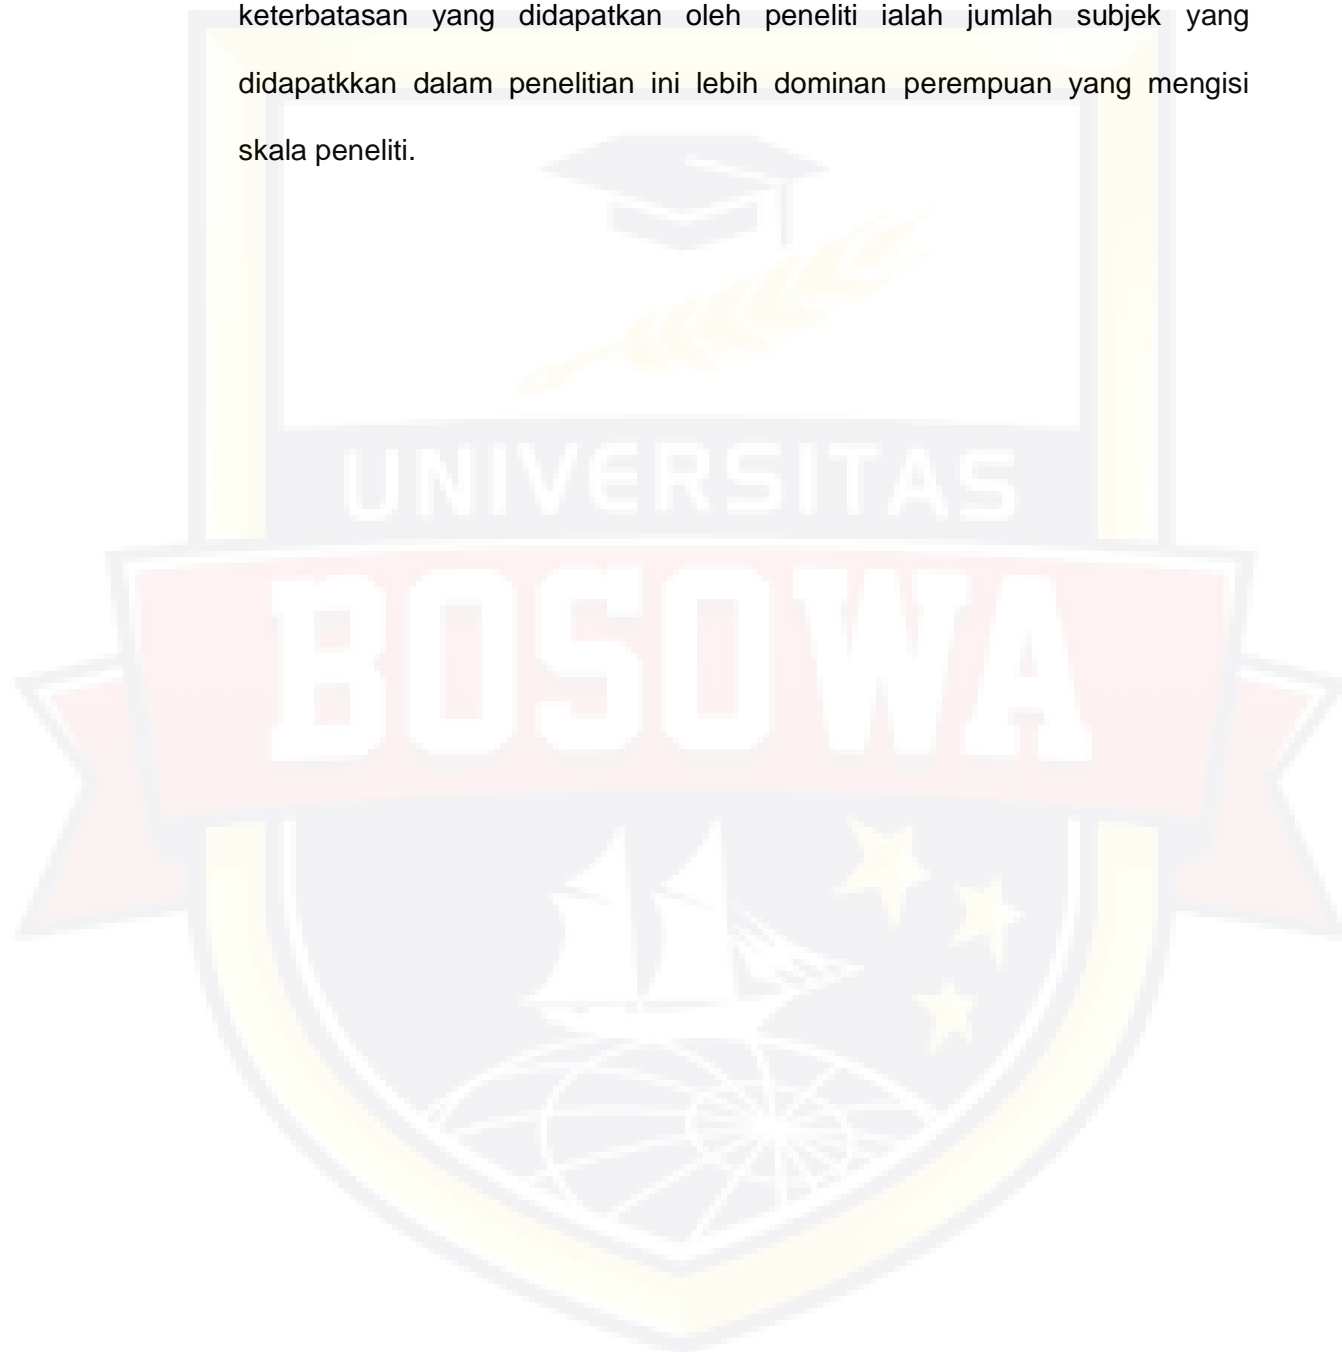 keterbatasan yang didapatkan oleh peneliti ialah jumlah subjek yang
didapatkkan dalam penelitian ini lebih dominan perempuan yang mengisi
skala peneliti.
UNIVERSITAS
BOSOWA